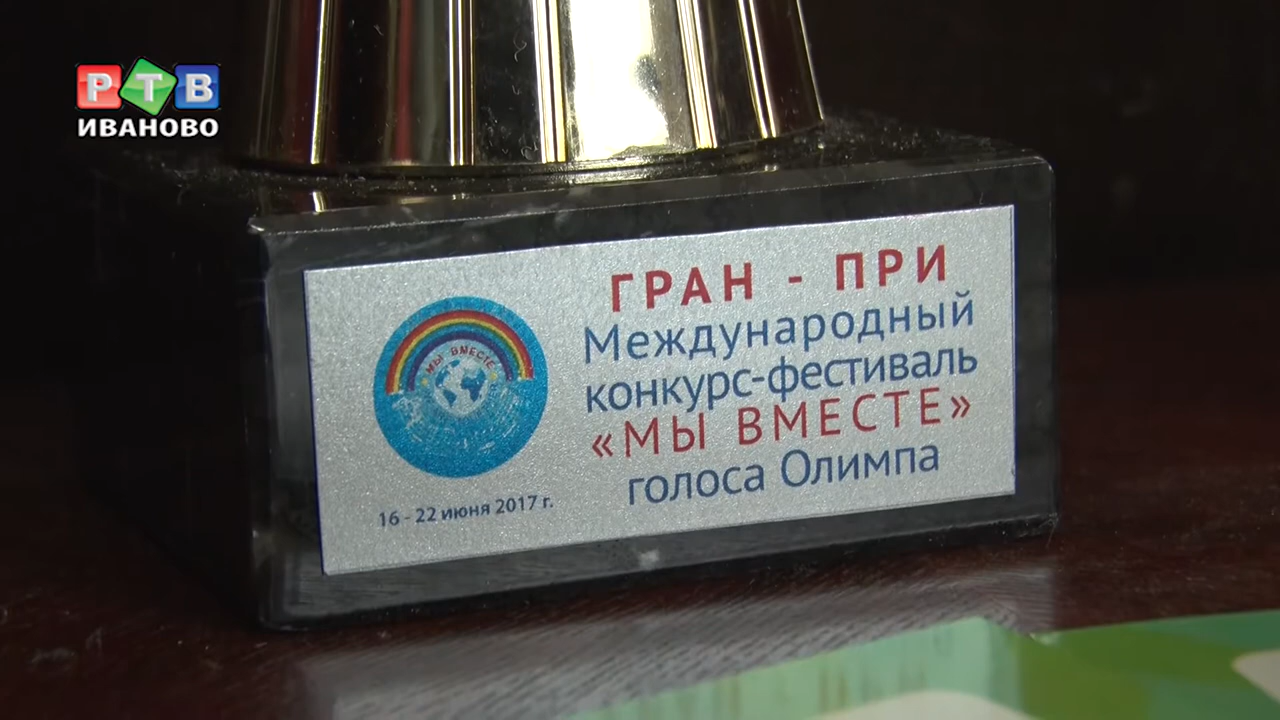 РТВ
ИВАНОВО
ГРАН - ПРИ
Международный
конкурс-фестиваль
«МЫ ВМЕСТЕ»
голоса Олимпа
МЫ ВМЕСТЕ
16 - 22 июня 2017 г.